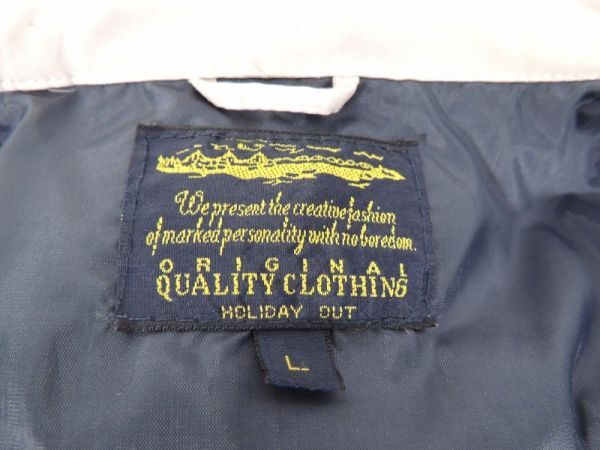 We present the creative fashion
of marked personality with no boredom.
ORIGINAL
QUALITY CLOTHING
HOLIDAY OUT
L